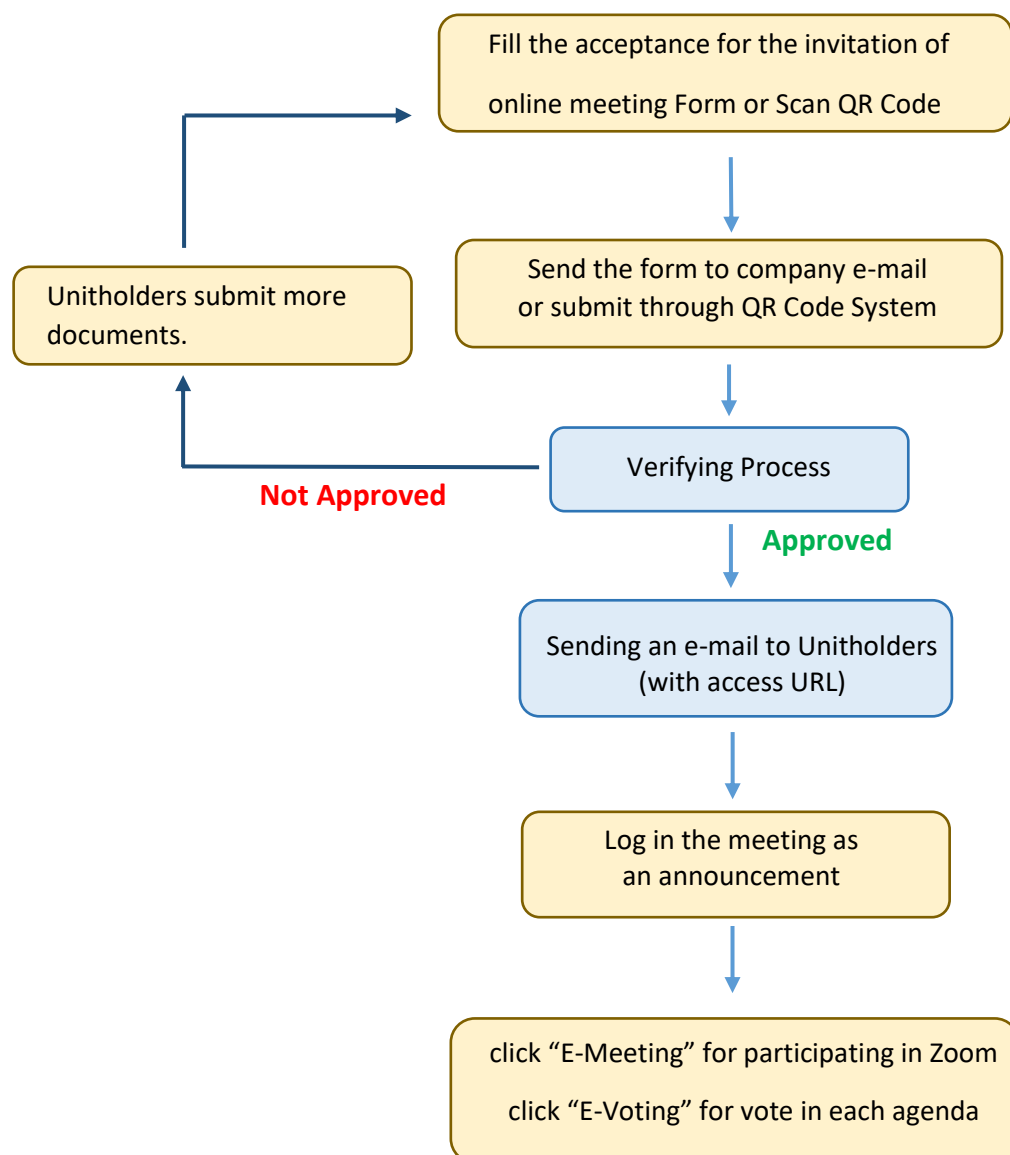 Fill the acceptance for the invitation of
online meeting Form or Scan QR Code
Send the form to company e-mail
or submit through QR Code System
Unitholders submit more
documents.
Verifying Process
Not Approved
Approved
Sending an e-mail to Unitholders
(with access URL)
Log in the meeting as
an announcement
click “E-Meeting” for participating in Zoom
click “E-Voting” for vote in each agenda